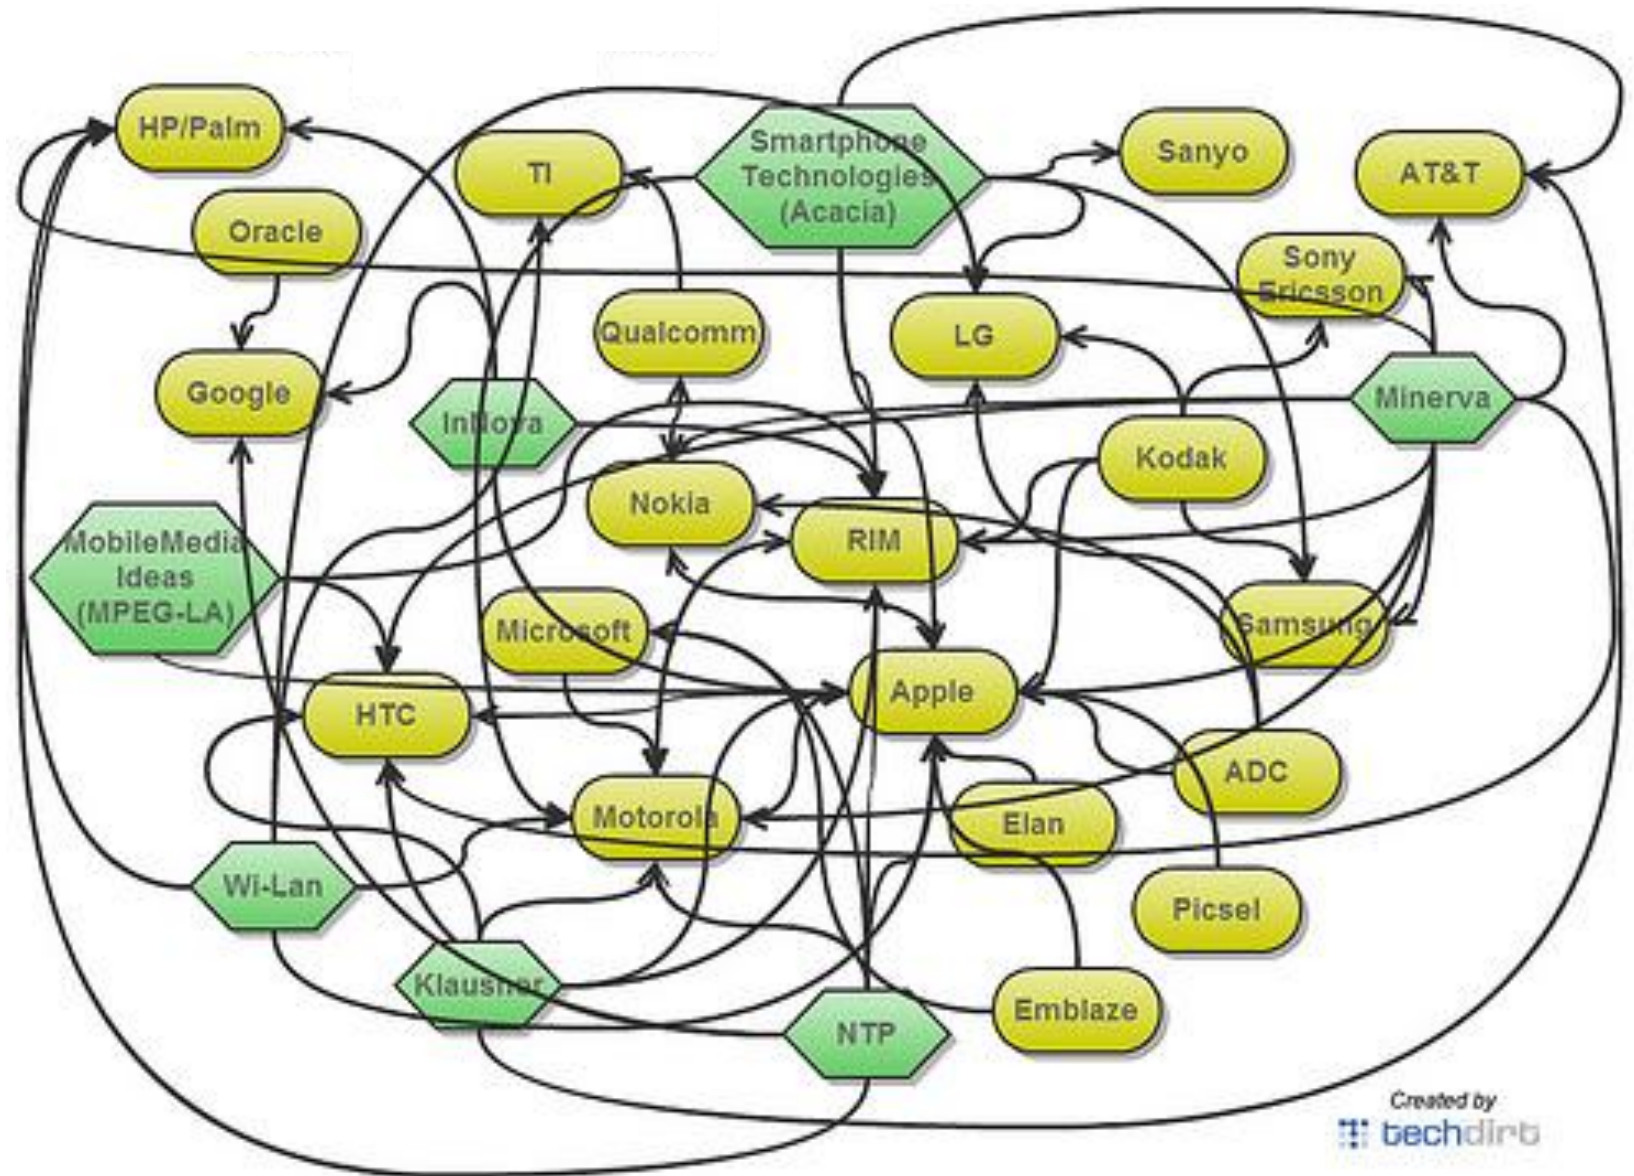 HP/Palm
TI
Smartphone
Technologies
(Acacia)
Sanyo
AT&T
Oracle
Sony
Ericsson
Qualcomm
LG
Google
InNova
Minerva
Kodak
Nokia
RIM
MobileMedia
Ideas
(MPEG-LA)
Microsoft
Samsung
HTC
Apple
ADC
Motorola
Elan
Wi-Lan
Picsel
Klausner
Emblaze
NTP
Created by
techdirt